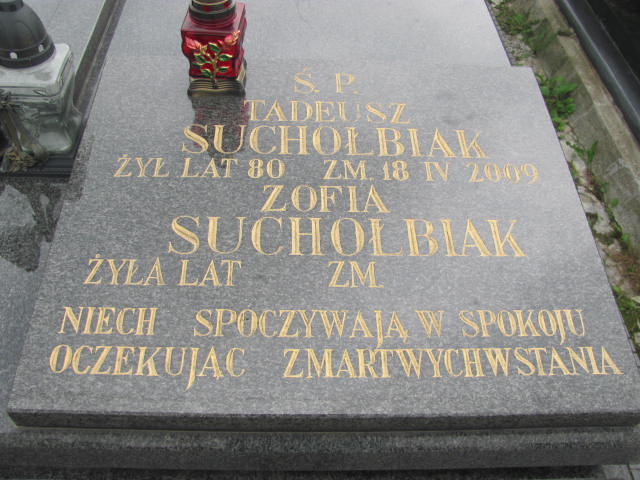 Ś. P.
TADEUSZ
SUCHOŁBIAK
ŻYŁ LAT 80 ZM. 18 IV 2009
ZOFIA
SUCHOŁBIAK
ŻYŁA LAT ZM.
NIECH SPOCZYWAJĄ W SPOKOJU
OCZEKUJĄC ZMARTWYCHWSTANIA